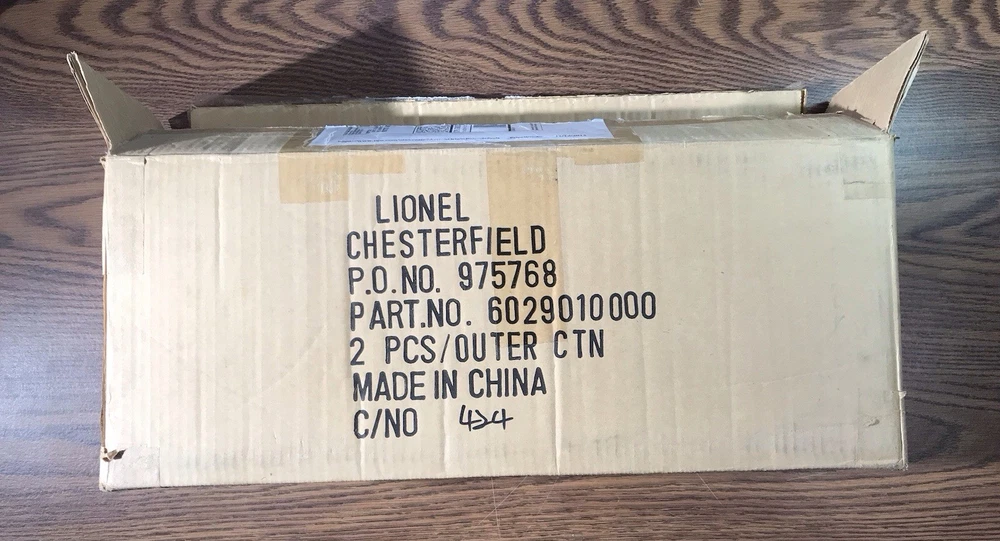 LIONEL
CHESTERFIELD
P.O.NO. 975768
PART.NO. 6029010000
2 PCS/OUTER CTN
MADE IN CHINA
C/NO 424